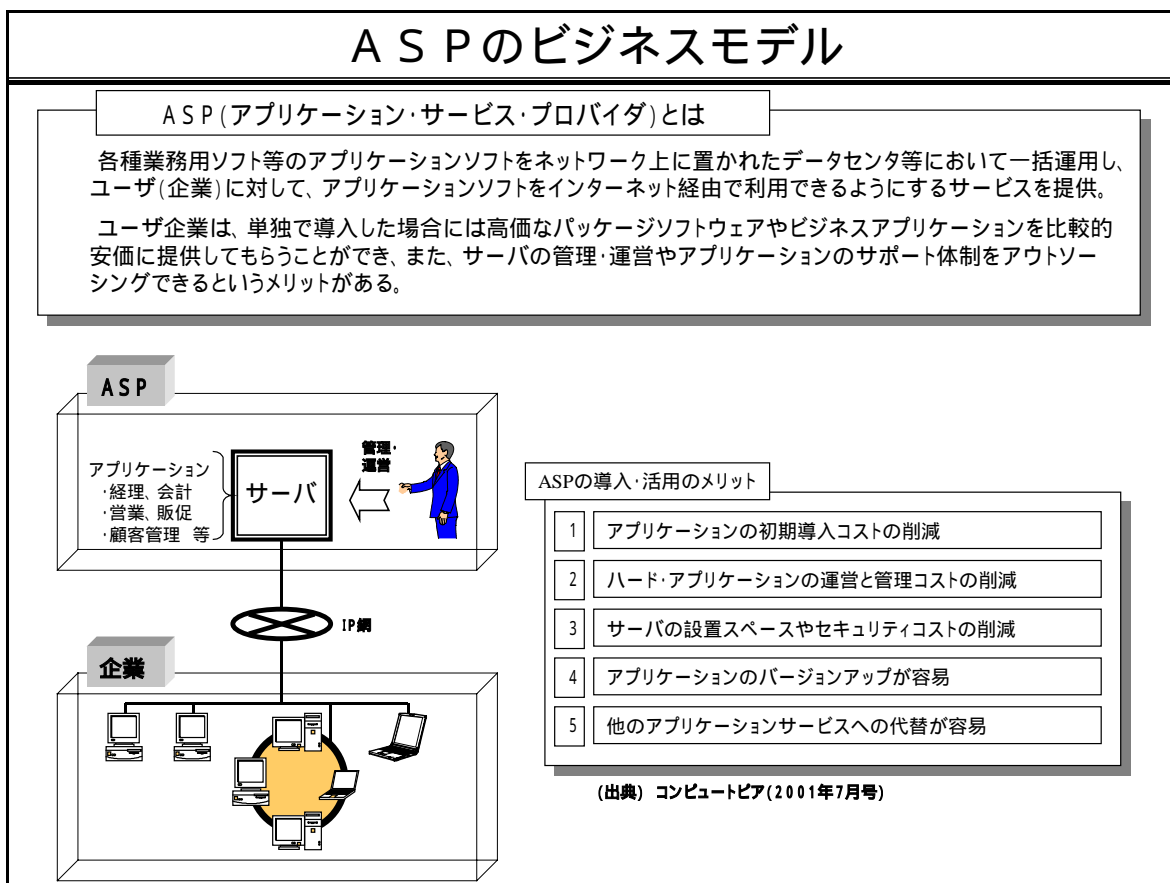 ＡＳＰのビジネスモデル
ＡＳＰ(アプリケーション・サービス・プロバイダ)とは
各種業務用ソフト等のアプリケーションソフトをネットワーク上に置かれたデータセンタ等において一括運用し、
ユーザ(企業)に対して、アプリケーションソフトをインターネット経由で利用できるようにするサービスを提供。
ユーザ企業は、単独で導入した場合には高価なパッケージソフトウェアやビジネスアプリケーションを比較的
安価に提供してもらうことができ、また、サーバの管理・運営やアプリケーションのサポート体制をアウトソー
シングできるというメリットがある。
ASP
アプリケーション
・経理、会計
・営業、販促
・顧客管理 等
サーバ
管理・
運営
IP網
企業
ASPの導入・活用のメリット
1 アプリケーションの初期導入コストの削減
2 ハード・アプリケーションの運営と管理コストの削減
3 サーバの設置スペースやセキュリティコストの削減
4 アプリケーションのバージョンアップが容易
5 他のアプリケーションサービスへの代替が容易
(出典) コンピュートピア(2001年7月号)